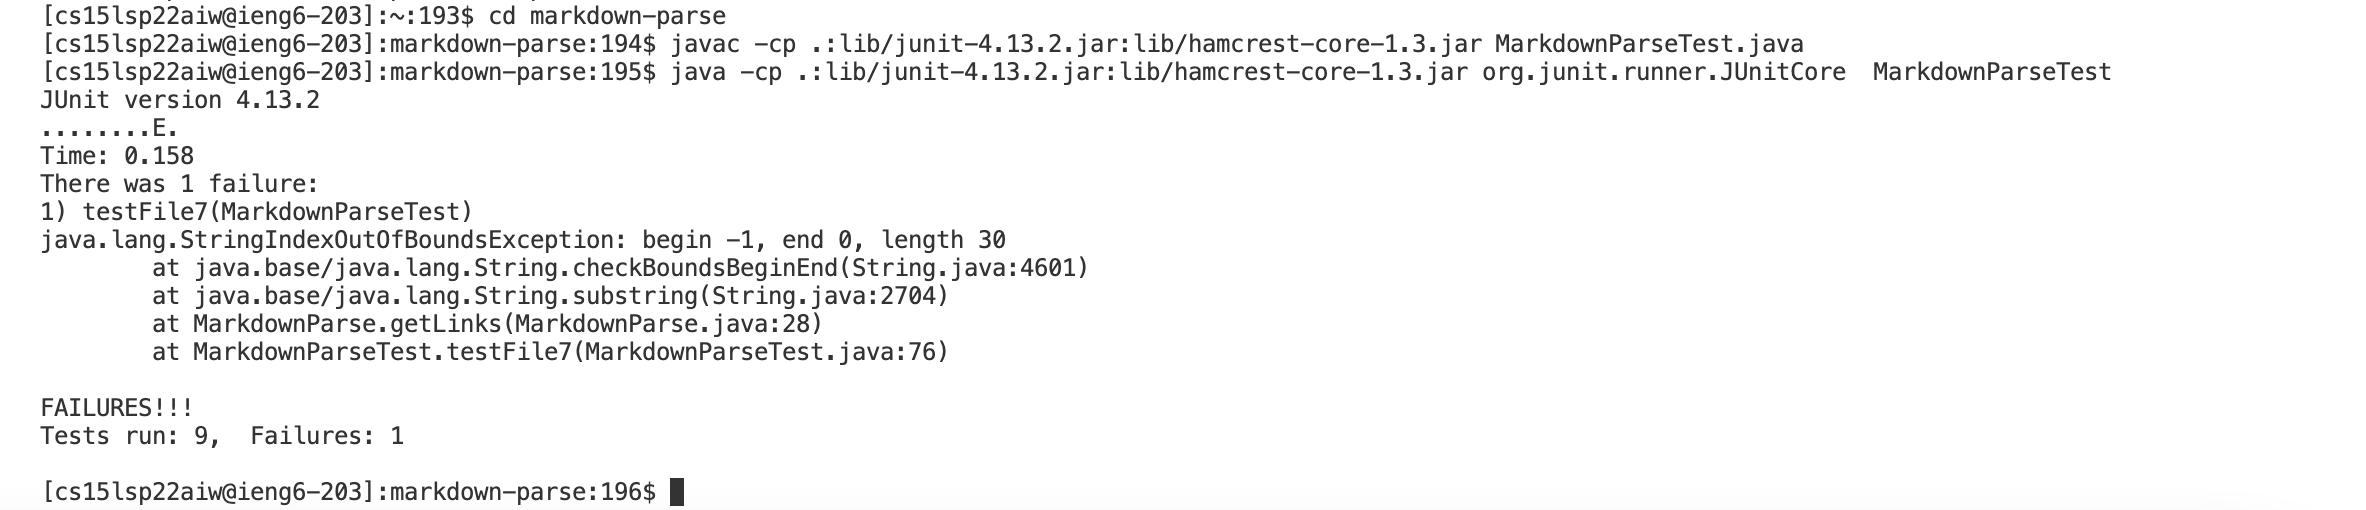 [cs15lsp22aiw@ieng6-203]:~:193$ cd markdown-parse
[cs15lsp22aiw@ieng6-203]:markdown-parse:194$ javac -cp .:lib/junit-4.13.2.jar:lib/hamcrest-core-1.3.jar MarkdownParseTest.java
[cs15lsp22aiw@ieng6-203]:markdown-parse:195$ java -cp .:lib/junit-4.13.2.jar:lib/hamcrest-core-1.3.jar org.junit.runner.JUnitCore  MarkdownParseTest
JUnit version 4.13.2
........E.
Time: 0.158
There was 1 failure:
1) testFile7(MarkdownParseTest)
java.lang.StringIndexOutOfBoundsException: begin -1, end 0, length 30
        at java.base/java.lang.String.checkBoundsBeginEnd(String.java:4601)
        at java.base/java.lang.String.substring(String.java:2704)
        at MarkdownParse.getLinks(MarkdownParse.java:28)
        at MarkdownParseTest.testFile7(MarkdownParseTest.java:76)
FAILURES!!!
Tests run: 9,  Failures: 1
[cs15lsp22aiw@ieng6-203]:markdown-parse:196$